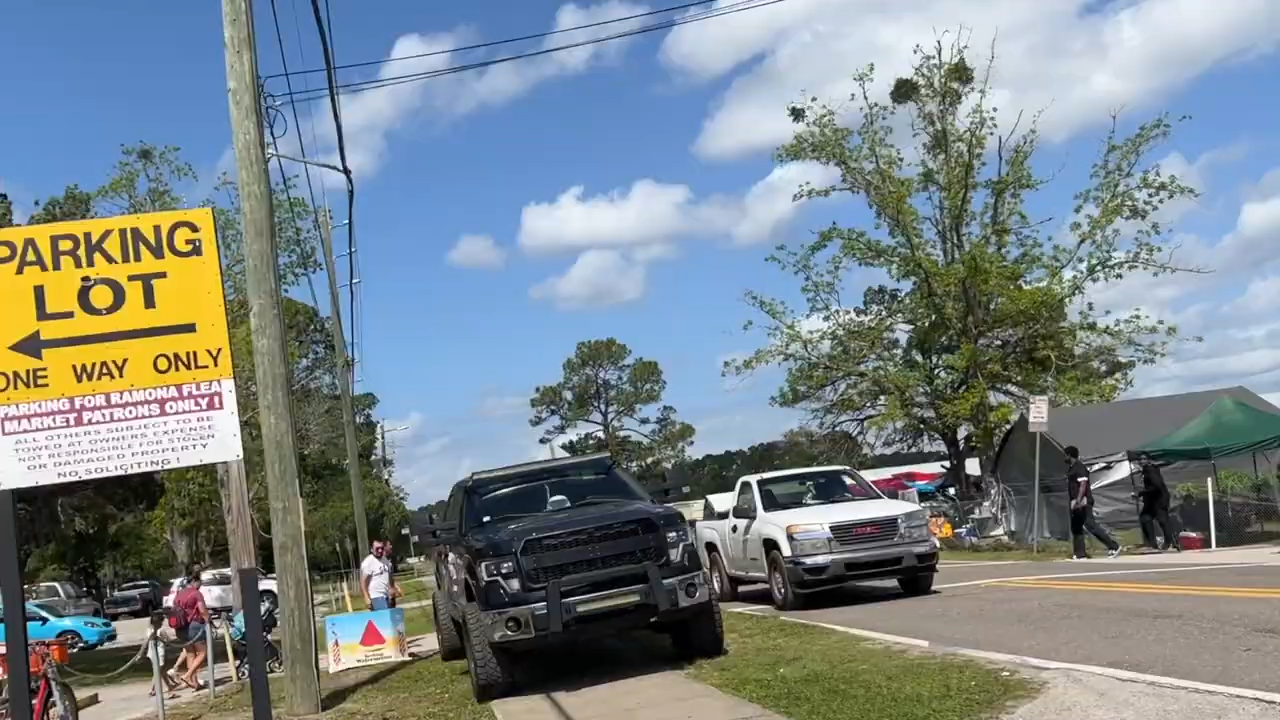 PARKING
LOT
ONE WAY ONLY
PARKING FOR RAMONA FLEA
MARKET PATRONS ONLY !
ALL OTHERS SUBJECT TO BE
TOWED AT OWNERS EXPENSE
NOT RESPONSIBLE FOR STOLEN
OR DAMAGED PROPERTY
NO SOLICITING !
GMC